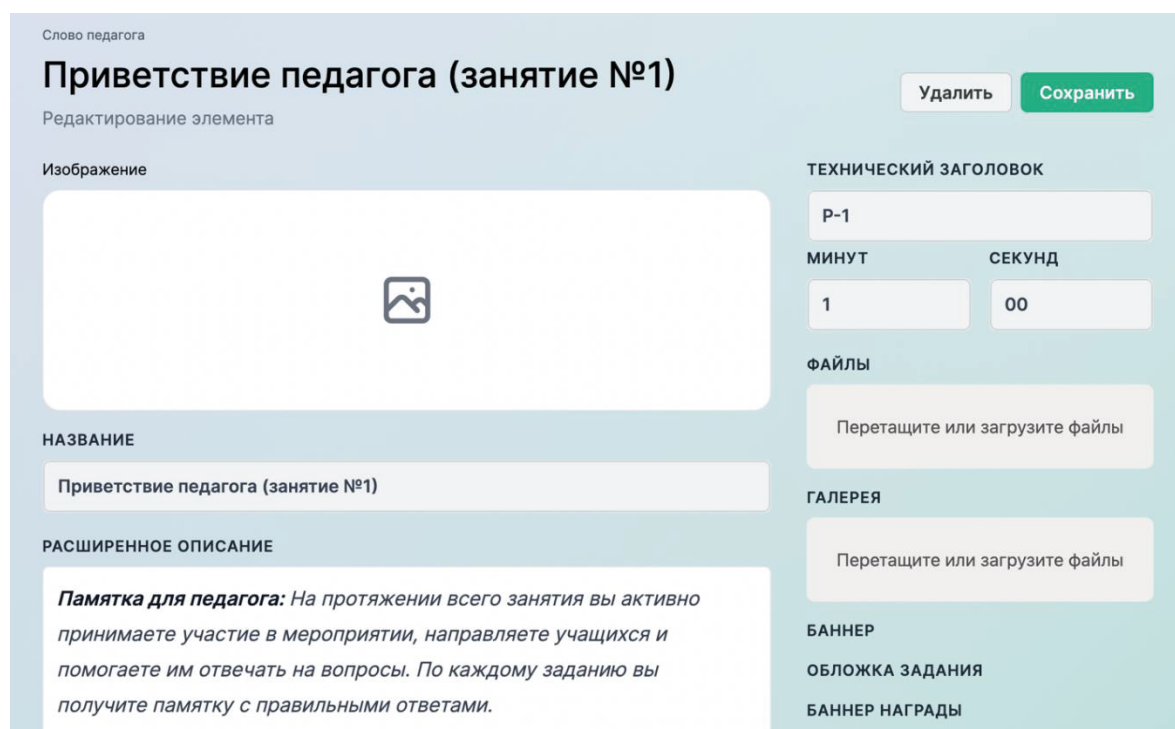 Слово педагога
Приветствие педагога (занятие №1)
Редактирование элемента
Удалить
Сохранить
Изображение
НАЗВАНИЕ
Приветствие педагога (занятие №1)
РАСШИРЕННОЕ ОПИСАНИЕ
Памятка для педагога: На протяжении всего занятия вы активно
принимаете участие в мероприятии, направляете учащихся и
помогаете им отвечать на вопросы. По каждому заданию вы
получите памятку с правильными ответами.
ТЕХНИЧЕСКИЙ ЗАГОЛОВОК
P-1
МИНУТ СЕКУНД
1 00
ФАЙЛЫ
Перетащите или загрузите файлы
ГАЛЕРЕЯ
Перетащите или загрузите файлы
БАННЕР
ОБЛОЖКА ЗАДАНИЯ
БАННЕР НАГРАДЫ